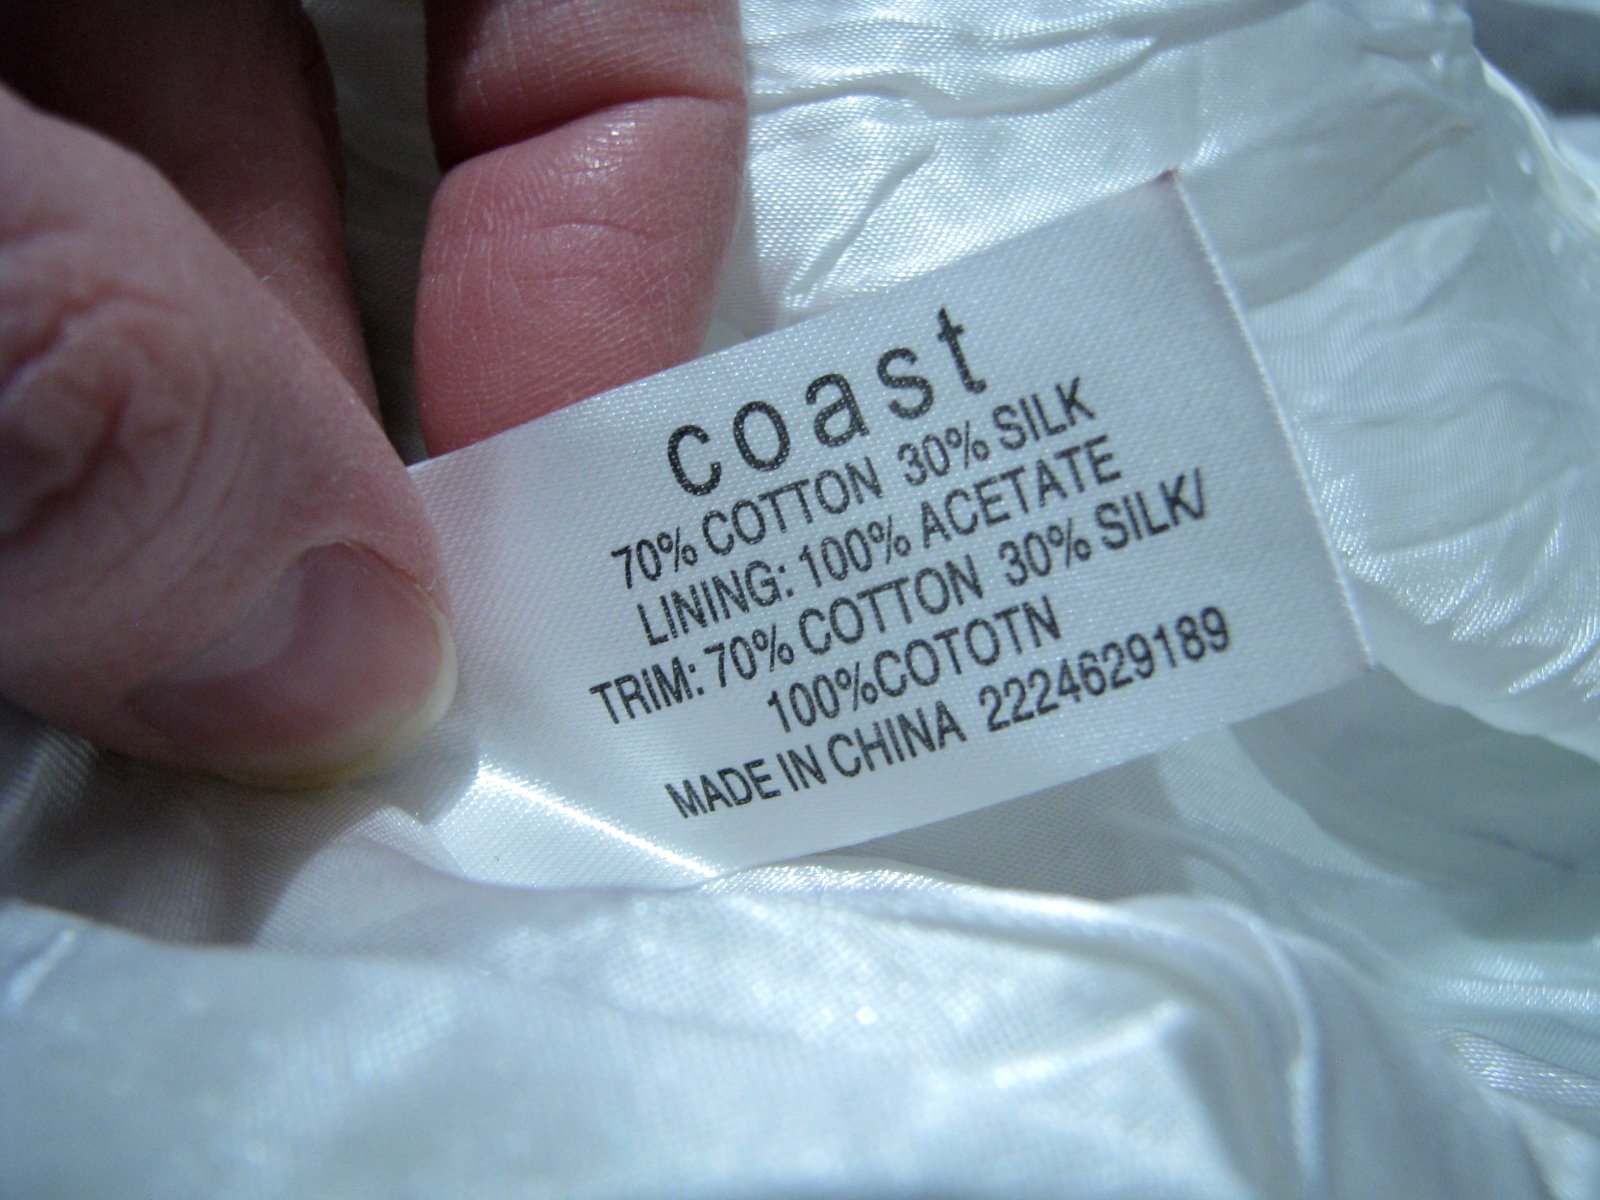 coast
70% COTTON 30% SILK
LINING: 100% ACETATE
TRIM: 70% COTTON 30% SILK/
100%COTOTN
MADE IN CHINA 2224629189